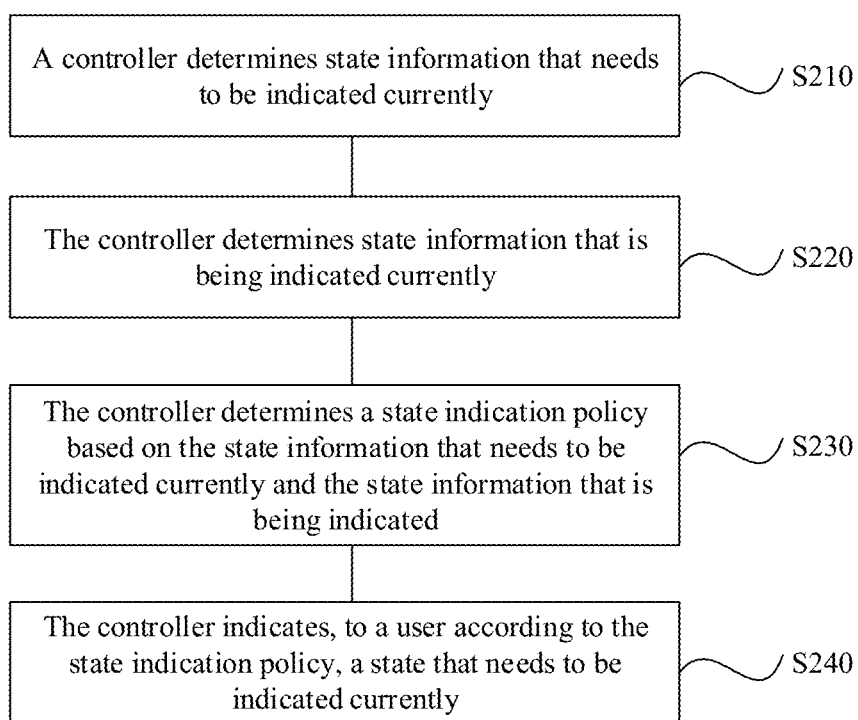 A controller determines state information that needs
to be indicated currently
S210
The controller determines state information that is
being indicated currently
S220
The controller determines a state indication policy
based on the state information that needs to be
indicated currently and the state information that is
being indicated
S230
The controller indicates, to a user according to the
state indication policy, a state that needs to be
indicated currently
S240